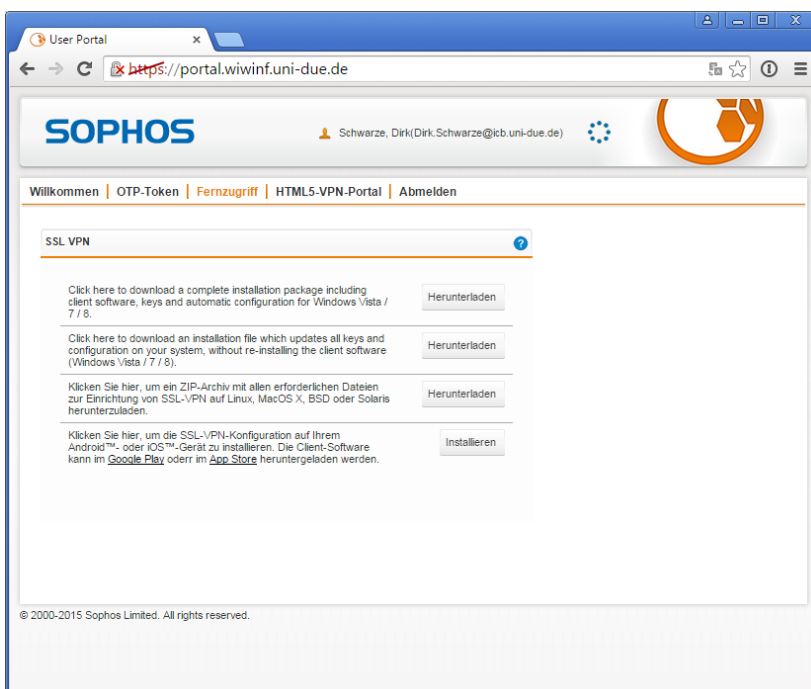 User Portal
https://portal.wiwinf.uni-due.de
SOPHOS
Schwarze, Dirk(Dirk.Schwarze@icb.uni-due.de)
Willkommen | OTP-Token | Fernzugriff | HTML5-VPN-Portal | Abmelden
SSL VPN
?
Click here to download a complete installation package including
client software, keys and automatic configuration for Windows Vista /
7 / 8.
Herunterladen
Click here to download an installation file which updates all keys and
configuration on your system, without re-installing the client software
(Windows Vista / 7 / 8).
Herunterladen
Klicken Sie hier, um ein ZIP-Archiv mit allen erforderlichen Dateien
zur Einrichtung von SSL-VPN auf Linux, MacOS X, BSD oder Solaris
herunterzuladen.
Herunterladen
Klicken Sie hier, um die SSL-VPN-Konfiguration auf Ihrem
Android™- oder iOS™-Gerät zu installieren. Die Client-Software
kann im Google Play oderr im App Store heruntergeladen werden.
Installieren
© 2000-2015 Sophos Limited. All rights reserved.